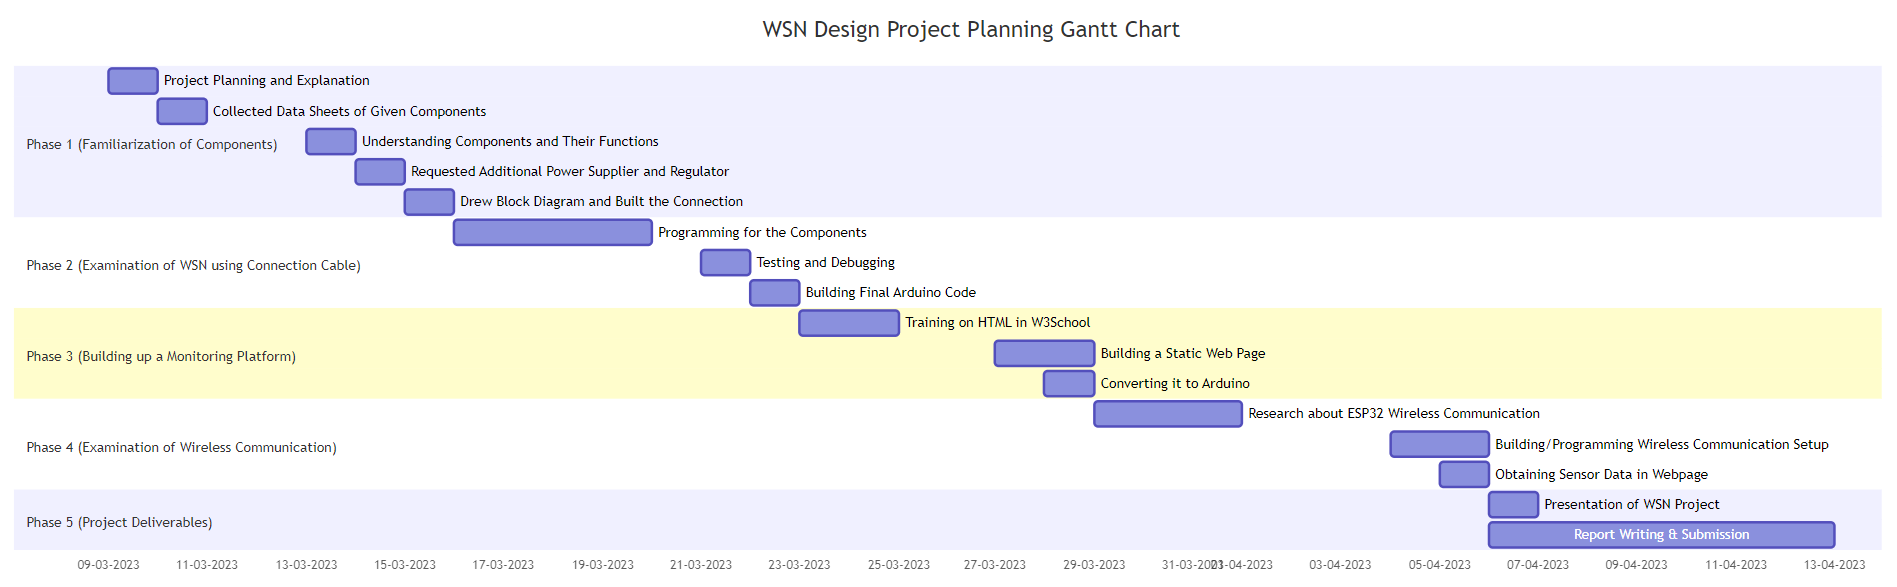 WSN Design Project Planning Gantt Chart
Project Planning and Explanation
Collected Data Sheets of Given Components
Phase 1 (Familiarization of Components)
Understanding Components and Their Functions
Requested Additional Power Supplier and Regulator
Drew Block Diagram and Built the Connection
Programming for the Components
Phase 2 (Examination of WSN using Connection Cable)
Testing and Debugging
Building Final Arduino Code
Training on HTML in W3School
Phase 3 (Building up a Monitoring Platform)
Building a Static Web Page
Converting it to Arduino
Research about ESP32 Wireless Communication
Phase 4 (Examination of Wireless Communication)
Building/Programming Wireless Communication Setup
Obtaining Sensor Data in Webpage
Presentation of WSN Project
Phase 5 (Project Deliverables)
Report Writing & Submission
09-03-2023 11-03-2023 13-03-2023 15-03-2023 17-03-2023 19-03-2023 21-03-2023 23-03-2023 25-03-2023 27-03-2023 29-03-2023 31-03-2023 01-04-2023 03-04-2023 05-04-2023 07-04-2023 09-04-2023 11-04-2023 13-04-2023